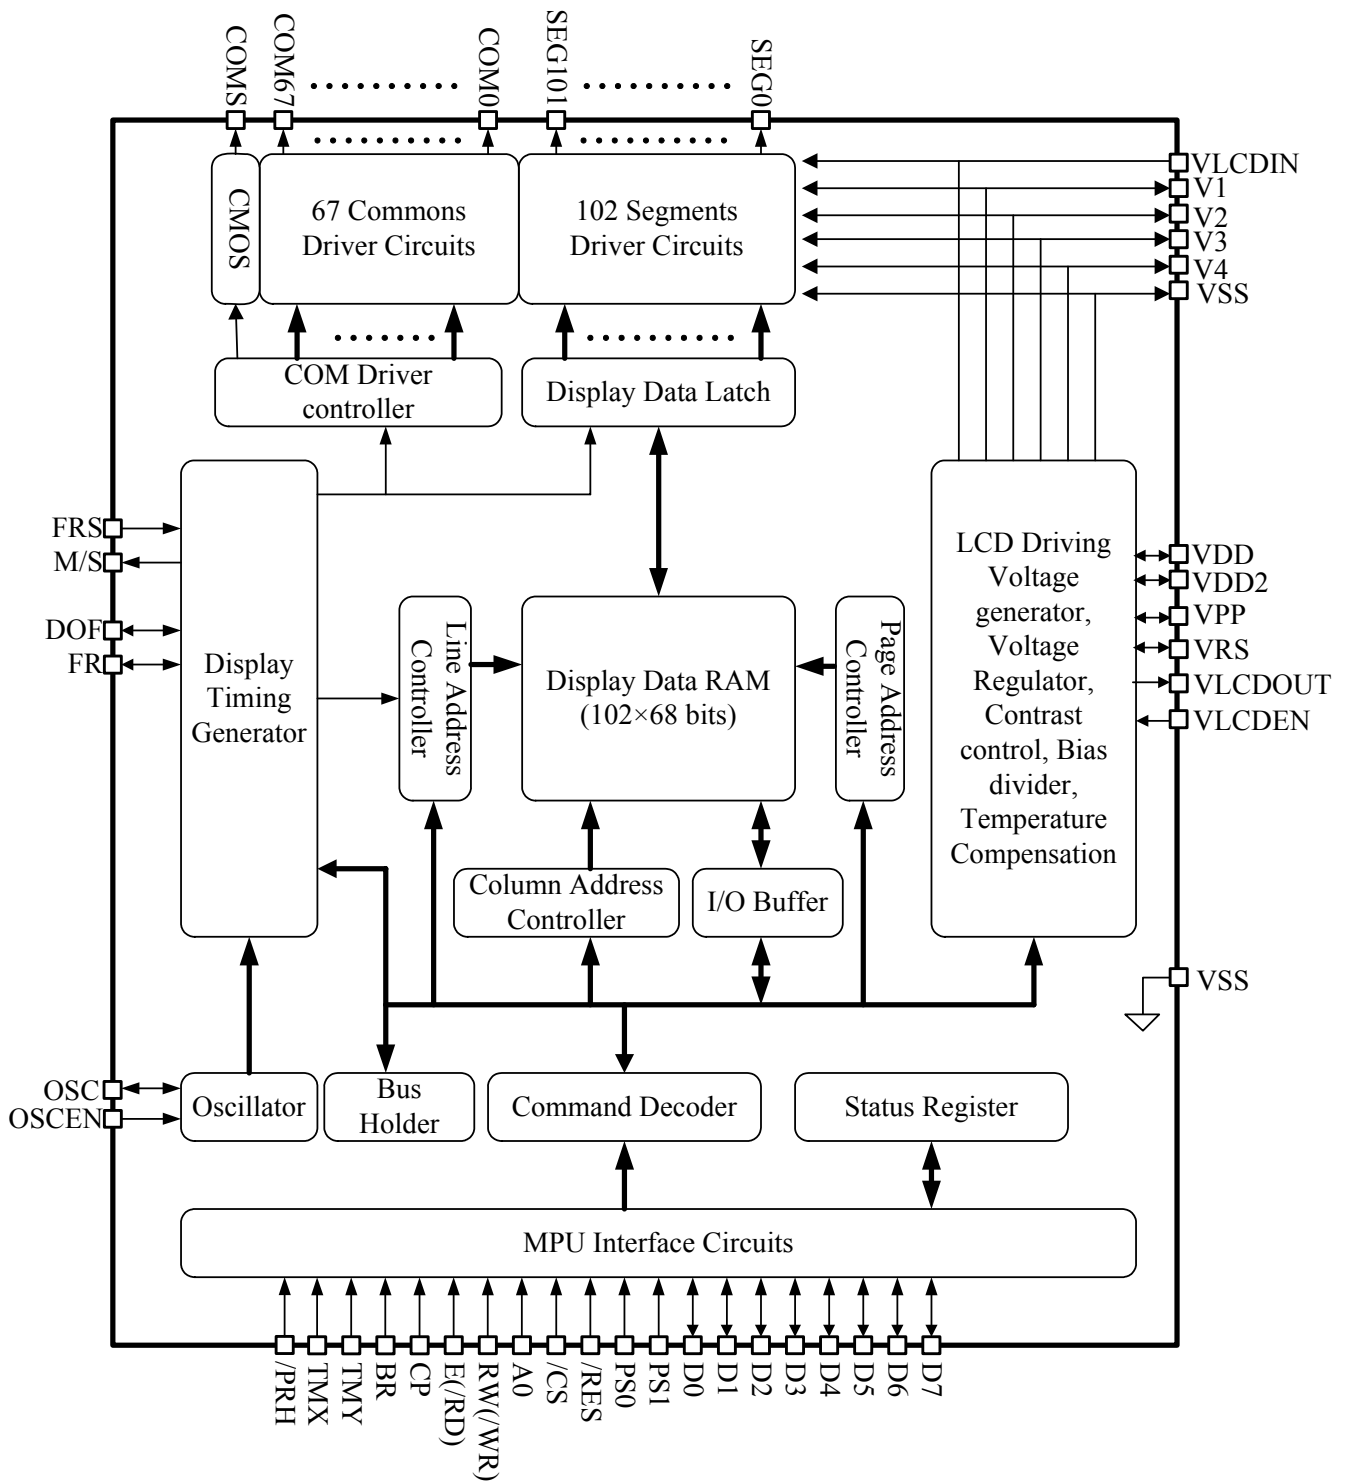 COMS
COM67
COM0
SEG101
SEG0
CMOS
67 Commons
Driver Circuits
102 Segments
Driver Circuits
VLCDIN
V1
V2
V3
V4
VSS
COM Driver
controller
Display Data Latch
FRS
M/S
DOF
FR
Display
Timing
Generator
Line Address
Controller
Display Data RAM
(102×68 bits)
Page Address
Controller
LCD Driving
Voltage
generator,
Voltage
Regulator,
Contrast
control, Bias
divider,
Temperature
Compensation
VDD
VDD2
VPP
VRS
VLCDOUT
VLCDEN
Column Address
Controller
I/O Buffer
VSS
OSC
OSCEN
Oscillator
Bus
Holder
Command Decoder
Status Register
MPU Interface Circuits
/PRH
TMX
TMY
BR
CP
E(/RD)
RW(/WR)
A0
/CS
/RES
PS0
PS1
D0
D1
D2
D3
D4
D5
D6
D7